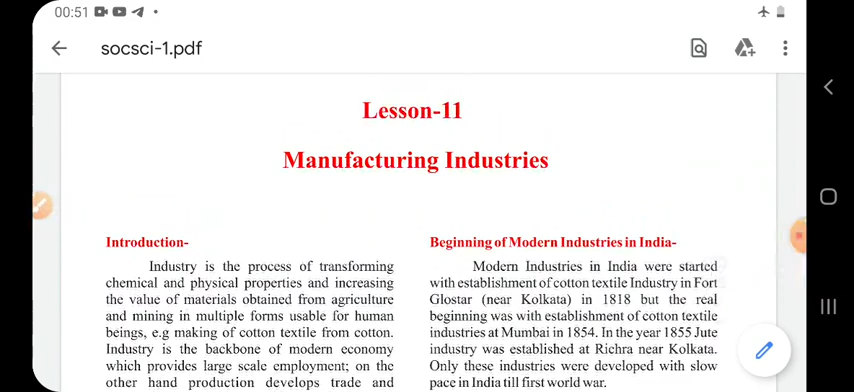 00:51
socsci-1.pdf
Lesson-11
Manufacturing Industries
Introduction-
Industry is the process of transforming
chemical and physical properties and increasing
the value of materials obtained from agriculture
and mining in multiple forms usable for human
beings, e.g making of cotton textile from cotton.
Industry is the backbone of modern economy
which provides large scale employment; on the
other hand production develops trade and
Beginning of Modern Industries in India-
Modern Industries in India were started
with establishment of cotton textile Industry in Fort
Glostar (near Kolkata) in 1818 but the real
beginning was with establishment of cotton textile
industries at Mumbai in 1854. In the year 1855 Jute
industry was established at Richra near Kolkata.
Only these industries were developed with slow
pace in India till first world war.